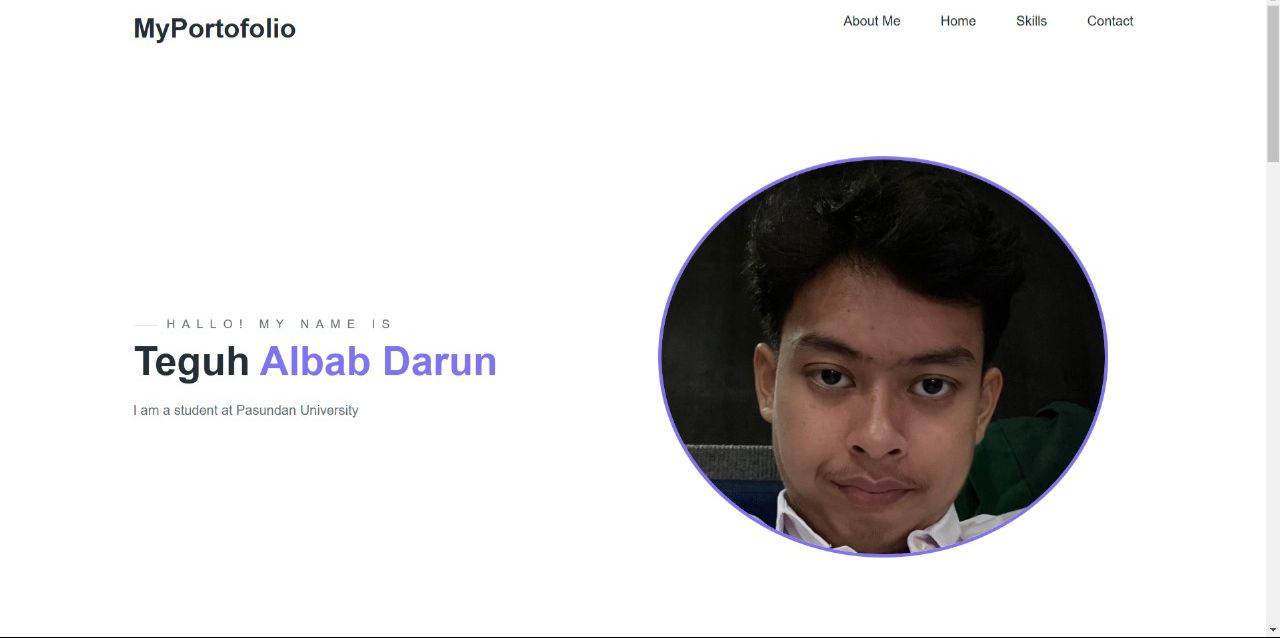 MyPortofolio
About Me Home Skills Contact
HALLO! MY NAME IS
Teguh Albab Darun
I am a student at Pasundan University